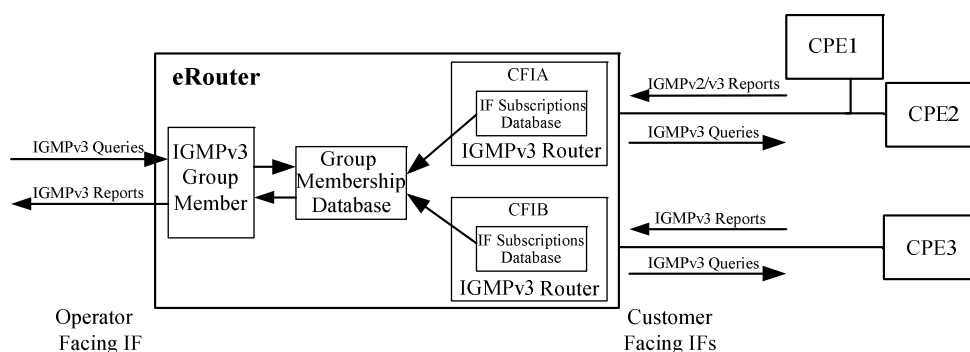 eRouter
IGMPv3 Queries
IGMPv3 Reports
IGMPv3
Group
Member
Group
Membership
Database
CFIA
IF Subscriptions
Database
IGMPv3 Router
CFIB
IF Subscriptions
Database
IGMPv3 Router
IGMPv2/v3 Reports
IGMPv3 Queries
CPE1
CPE2
IGMPv3 Reports
IGMPv3 Queries
CPE3
Operator
Facing IF
Customer
Facing IFs